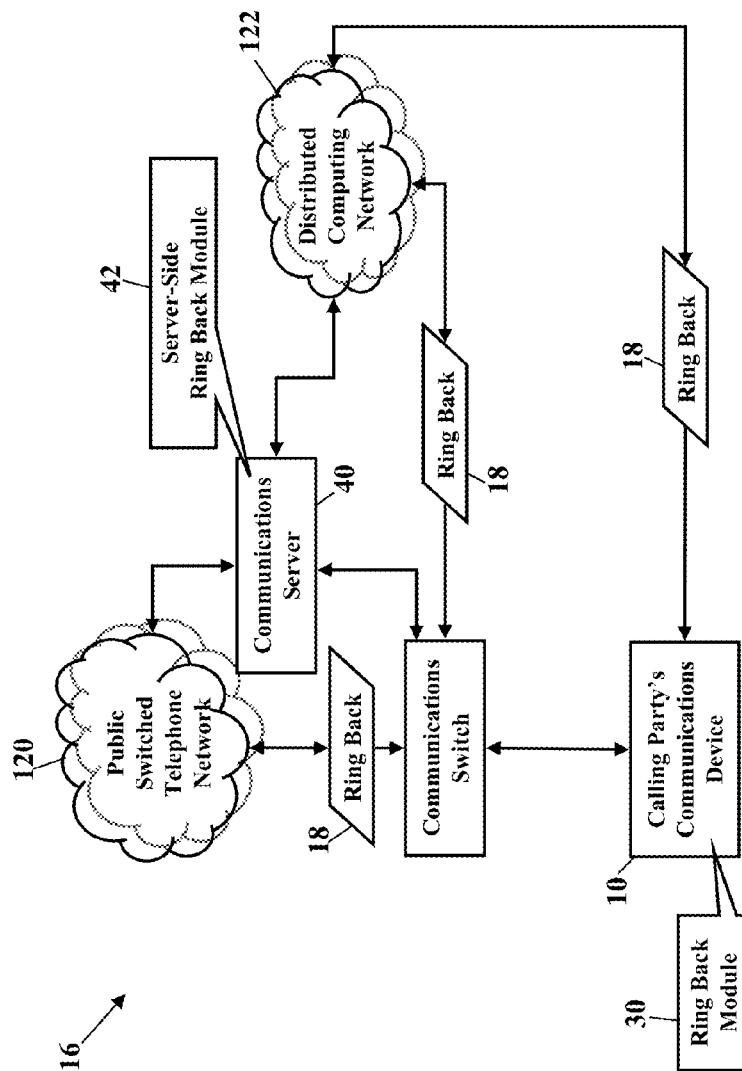 16
120
Public
Switched
Telephone
Network
Server-Side
Ring Back Module
42
122
Distributed
Computing
Network
Communications
Server
40
Ring Back
18
Ring Back
18
Communications
Switch
Ring Back
18
Calling Party's
Communications
Device
10
Ring Back
Module
30